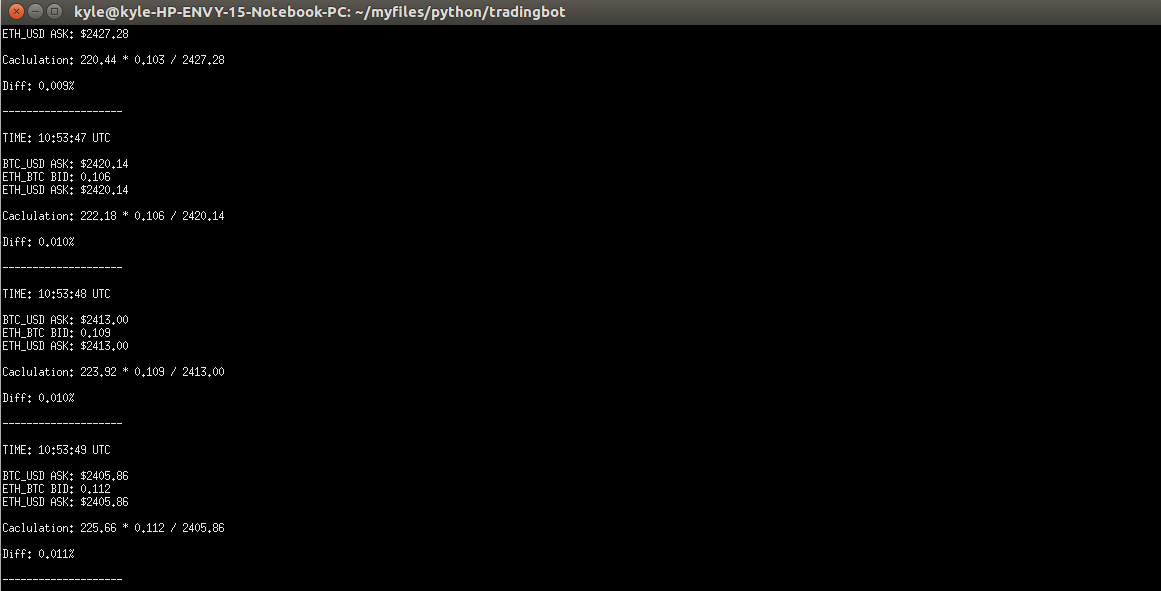 kyle@kyle-HP-ENVY-15-Notebook-PC: ~/myfiles/python/tradingbot
ETH_USD ASK: $2427.28
Caclulation: 220.44 * 0.103 / 2427.28
Diff: 0.009%
--------------------
TIME: 10:53:47 UTC
BTC_USD ASK: $2420.14
ETH_BTC BID: 0.106
ETH_USD ASK: $2420.14
Caclulation: 222.18 * 0.106 / 2420.14
Diff: 0.010%
--------------------
TIME: 10:53:48 UTC
BTC_USD ASK: $2413.00
ETH_BTC BID: 0.109
ETH_USD ASK: $2413.00
Caclulation: 223.92 * 0.109 / 2413.00
Diff: 0.010%
--------------------
TIME: 10:53:49 UTC
BTC_USD ASK: $2405.86
ETH_BTC BID: 0.112
ETH_USD ASK: $2405.86
Caclulation: 225.66 * 0.112 / 2405.86
Diff: 0.011%
--------------------